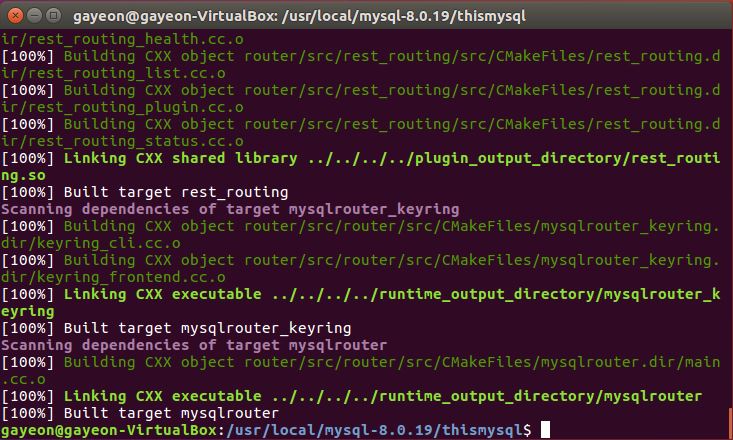 gayeon@gayeon-VirtualBox: /usr/local/mysql-8.0.19/thismysql
ir/rest_routing_health.cc.o
[100%] Building CXX object router/src/rest_routing/src/CMakeFiles/rest_routing.d
ir/rest_routing_list.cc.o
[100%] Building CXX object router/src/rest_routing/src/CMakeFiles/rest_routing.d
ir/rest_routing_plugin.cc.o
[100%] Building CXX object router/src/rest_routing/src/CMakeFiles/rest_routing.d
ir/rest_routing_status.cc.o
[100%] Linking CXX shared library ../../../../plugin_output_directory/rest_routi
ng.so
[100%] Built target rest_routing
Scanning dependencies of target mysqlrouter_keyring
[100%] Building CXX object router/src/router/src/CMakeFiles/mysqlrouter_keyring.
dir/keyring_cli.cc.o
[100%] Building CXX object router/src/router/src/CMakeFiles/mysqlrouter_keyring.
dir/keyring_frontend.cc.o
[100%] Linking CXX executable ../../../../runtime_output_directory/mysqlrouter_k
eyring
[100%] Built target mysqlrouter_keyring
Scanning dependencies of target mysqlrouter
[100%] Building CXX object router/src/router/src/CMakeFiles/mysqlrouter.dir/main
.cc.o
[100%] Linking CXX executable ../../../../runtime_output_directory/mysqlrouter
[100%] Built target mysqlrouter
gayeon@gayeon-VirtualBox:/usr/local/mysql-8.0.19/thismysql$